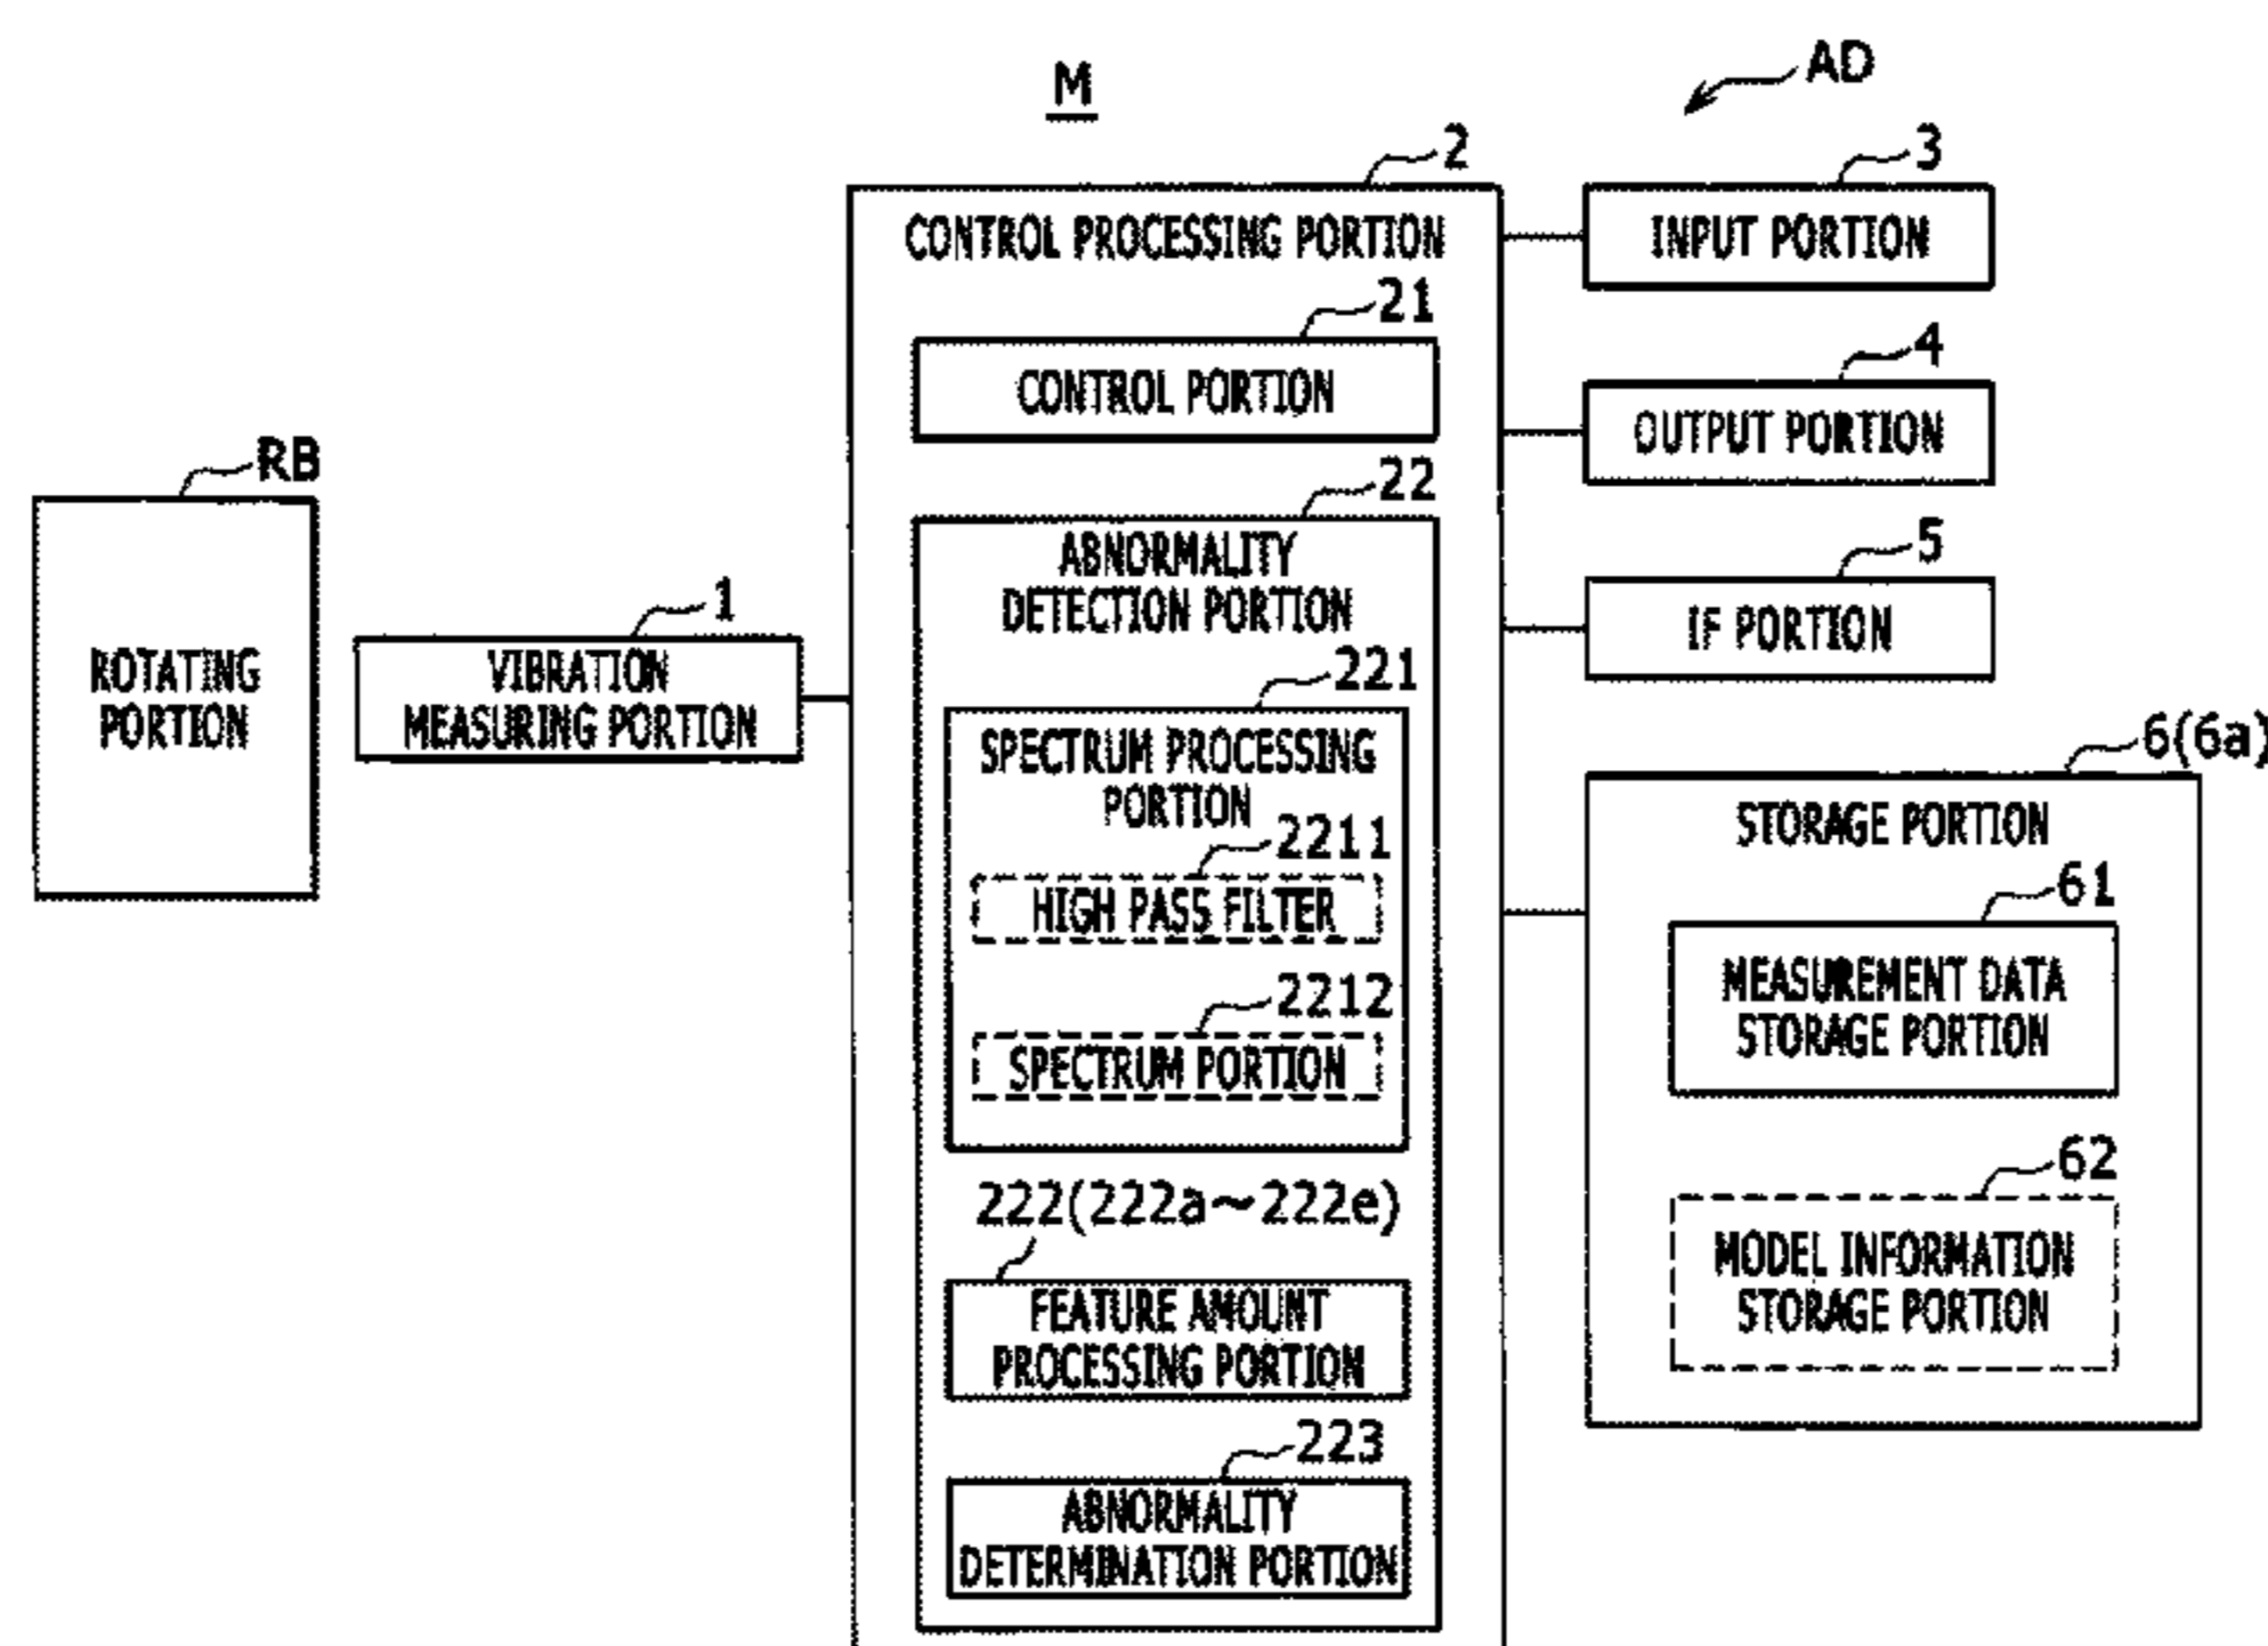 M
AD
2
CONTROL PROCESSING PORTION
21
CONTROL PORTION
22
ABNORMALITY
DETECTION PORTION
221
SPECTRUM PROCESSING
PORTION
2211
HIGH PASS FILTER
2212
SPECTRUM PORTION
222(222a～222e)
FEATURE AMOUNT
PROCESSING PORTION
223
ABNORMALITY
DETERMINATION PORTION
RB
ROTATING
PORTION
1
VIBRATION
MEASURING PORTION
3
INPUT PORTION
4
OUTPUT PORTION
5
IF PORTION
6(6a)
STORAGE PORTION
61
MEASUREMENT DATA
STORAGE PORTION
62
MODEL INFORMATION
STORAGE PORTION